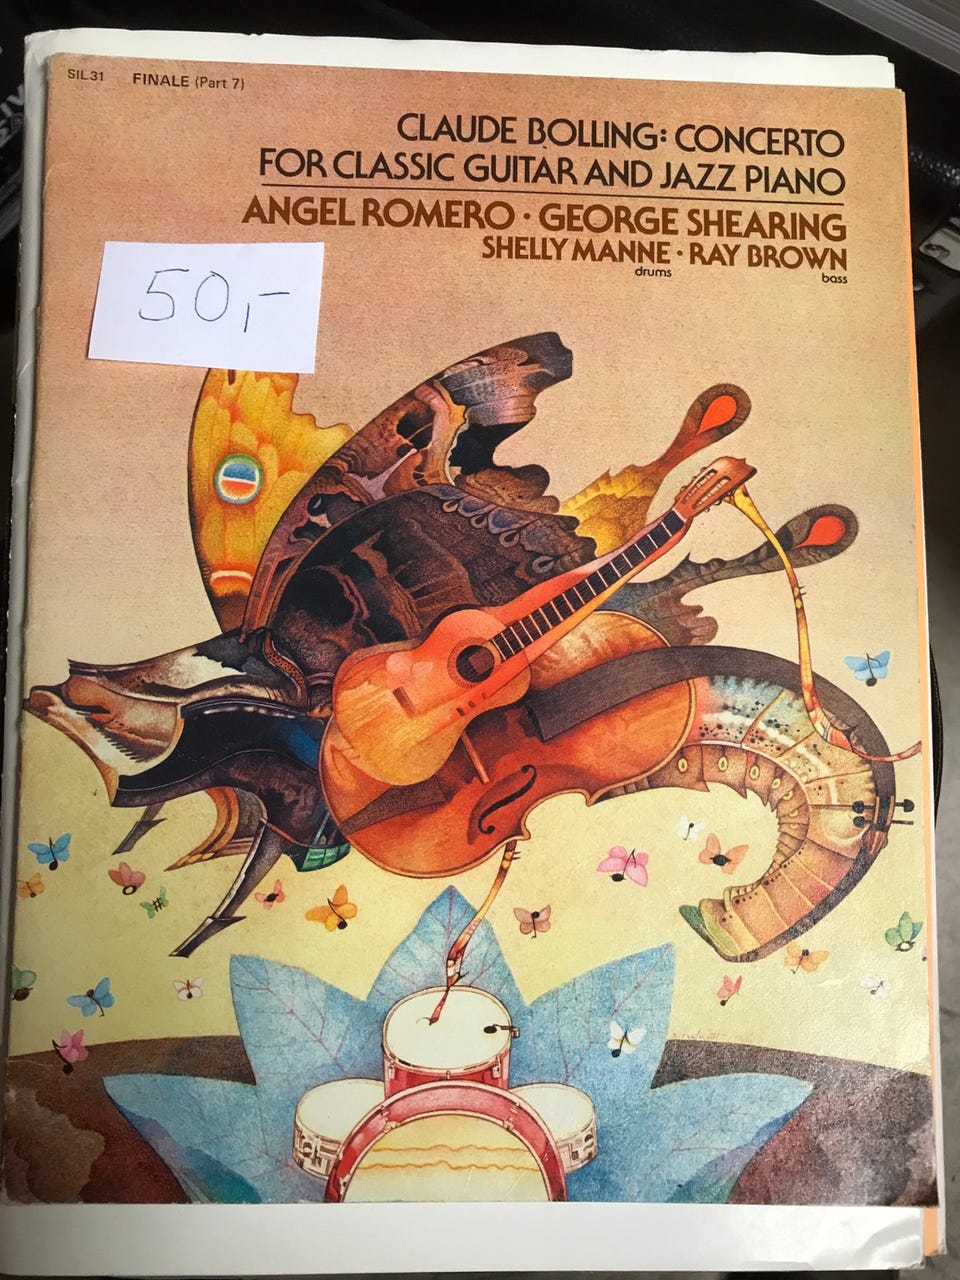 SIL.31 FINALE (Part 7)
CLAUDE BOLLING: CONCERTO
FOR CLASSIC GUITAR AND JAZZ PIANO
ANGEL ROMERO · GEORGE SHEARING
SHELLY MANNE · RAY BROWN
drums bass
50,-